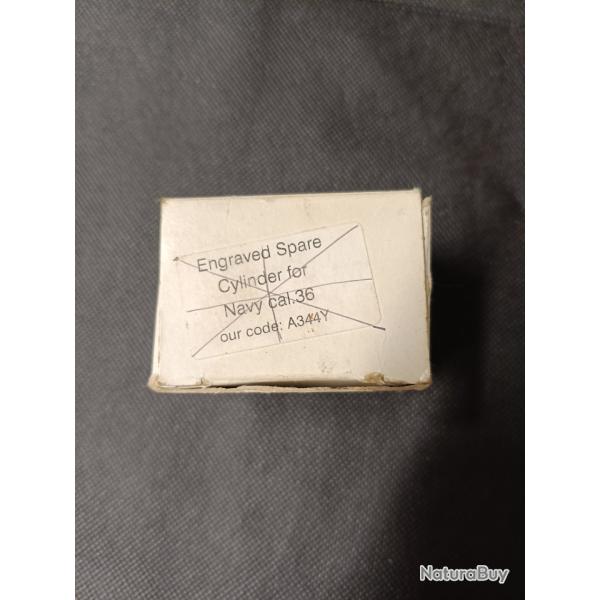 Engraved Spare
Cylinder for
Navy cal.36
our code: A344Y
NaturaBuy